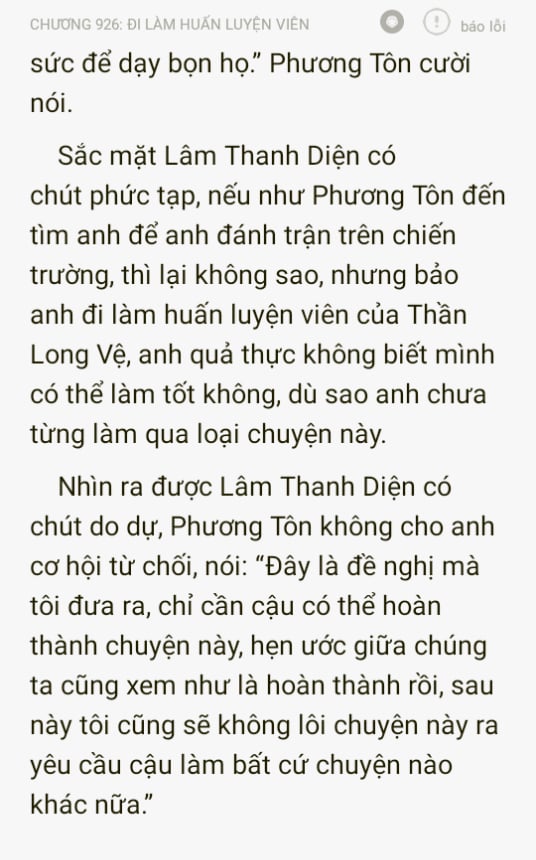 CHƯƠNG 926: ĐI LÀM HUẤN LUYỆN VIÊN
báo lỗi
sức để dạy bọn họ.” Phương Tôn cười
nói.
Sắc mặt Lâm Thanh Diện có
chút phức tạp, nếu như Phương Tôn đến
tìm anh để anh đánh trận trên chiến
trường, thì lại không sao, nhưng bảo
anh đi làm huấn luyện viên của Thần
Long Vệ, anh quả thực không biết mình
có thể làm tốt không, dù sao anh chưa
từng làm qua loại chuyện này.
Nhìn ra được Lâm Thanh Diện có
chút do dự, Phương Tôn không cho anh
cơ hội từ chối, nói: “Đây là đề nghị mà
tôi đưa ra, chỉ cần cậu có thể hoàn
thành chuyện này, hẹn ước giữa chúng
ta cũng xem như là hoàn thành rồi, sau
này tôi cũng sẽ không lôi chuyện này ra
yêu cầu cậu làm bất cứ chuyện nào
khác nữa.”